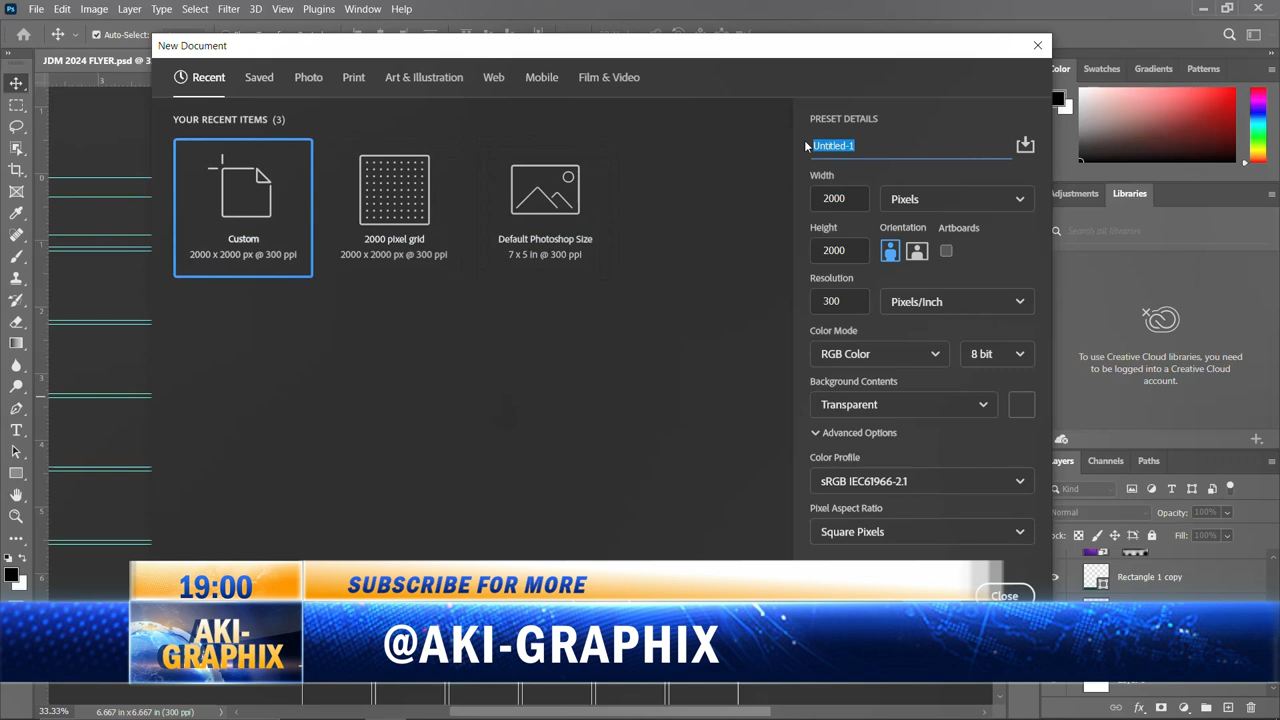 File Edit Image Layer Type Select Filter 3D View Plugins Window Help
Auto-Select:
New Document
JDM 2024 FLYER.psd @ 3
Recent Saved Photo Print Art & Illustration Web Mobile Film & Video
YOUR RECENT ITEMS (3)
Custom
2000 x 2000 px @ 300 ppi
2000 pixel grid
2000 x 2000 px @ 300 ppi
Default Photoshop Size
7 x 5 in @ 300 ppi
PRESET DETAILS
Untitled-1
Width
2000 Pixels
Height Orientation Artboards
2000
Resolution
300 Pixels/Inch
Color Mode
RGB Color 8 bit
Background Contents
Transparent
Advanced Options
Color Profile
sRGB IEC61966-2.1
Pixel Aspect Ratio
Square Pixels
Close
Color Swatches Gradients Patterns
Adjustments Libraries
Search all libraries
To use Creative Cloud libraries, you need
to be logged into a Creative Cloud
account.
Layers Channels Paths
Kind
Normal Opacity: 100%
Lock: Fill: 100%
Rectangle 1 copy
19:00 SUBSCRIBE FOR MORE
AKI-
GRAPHIX
@AKI-GRAPHIX
33.33% 6.667 in x 6.667 in (300 ppi)